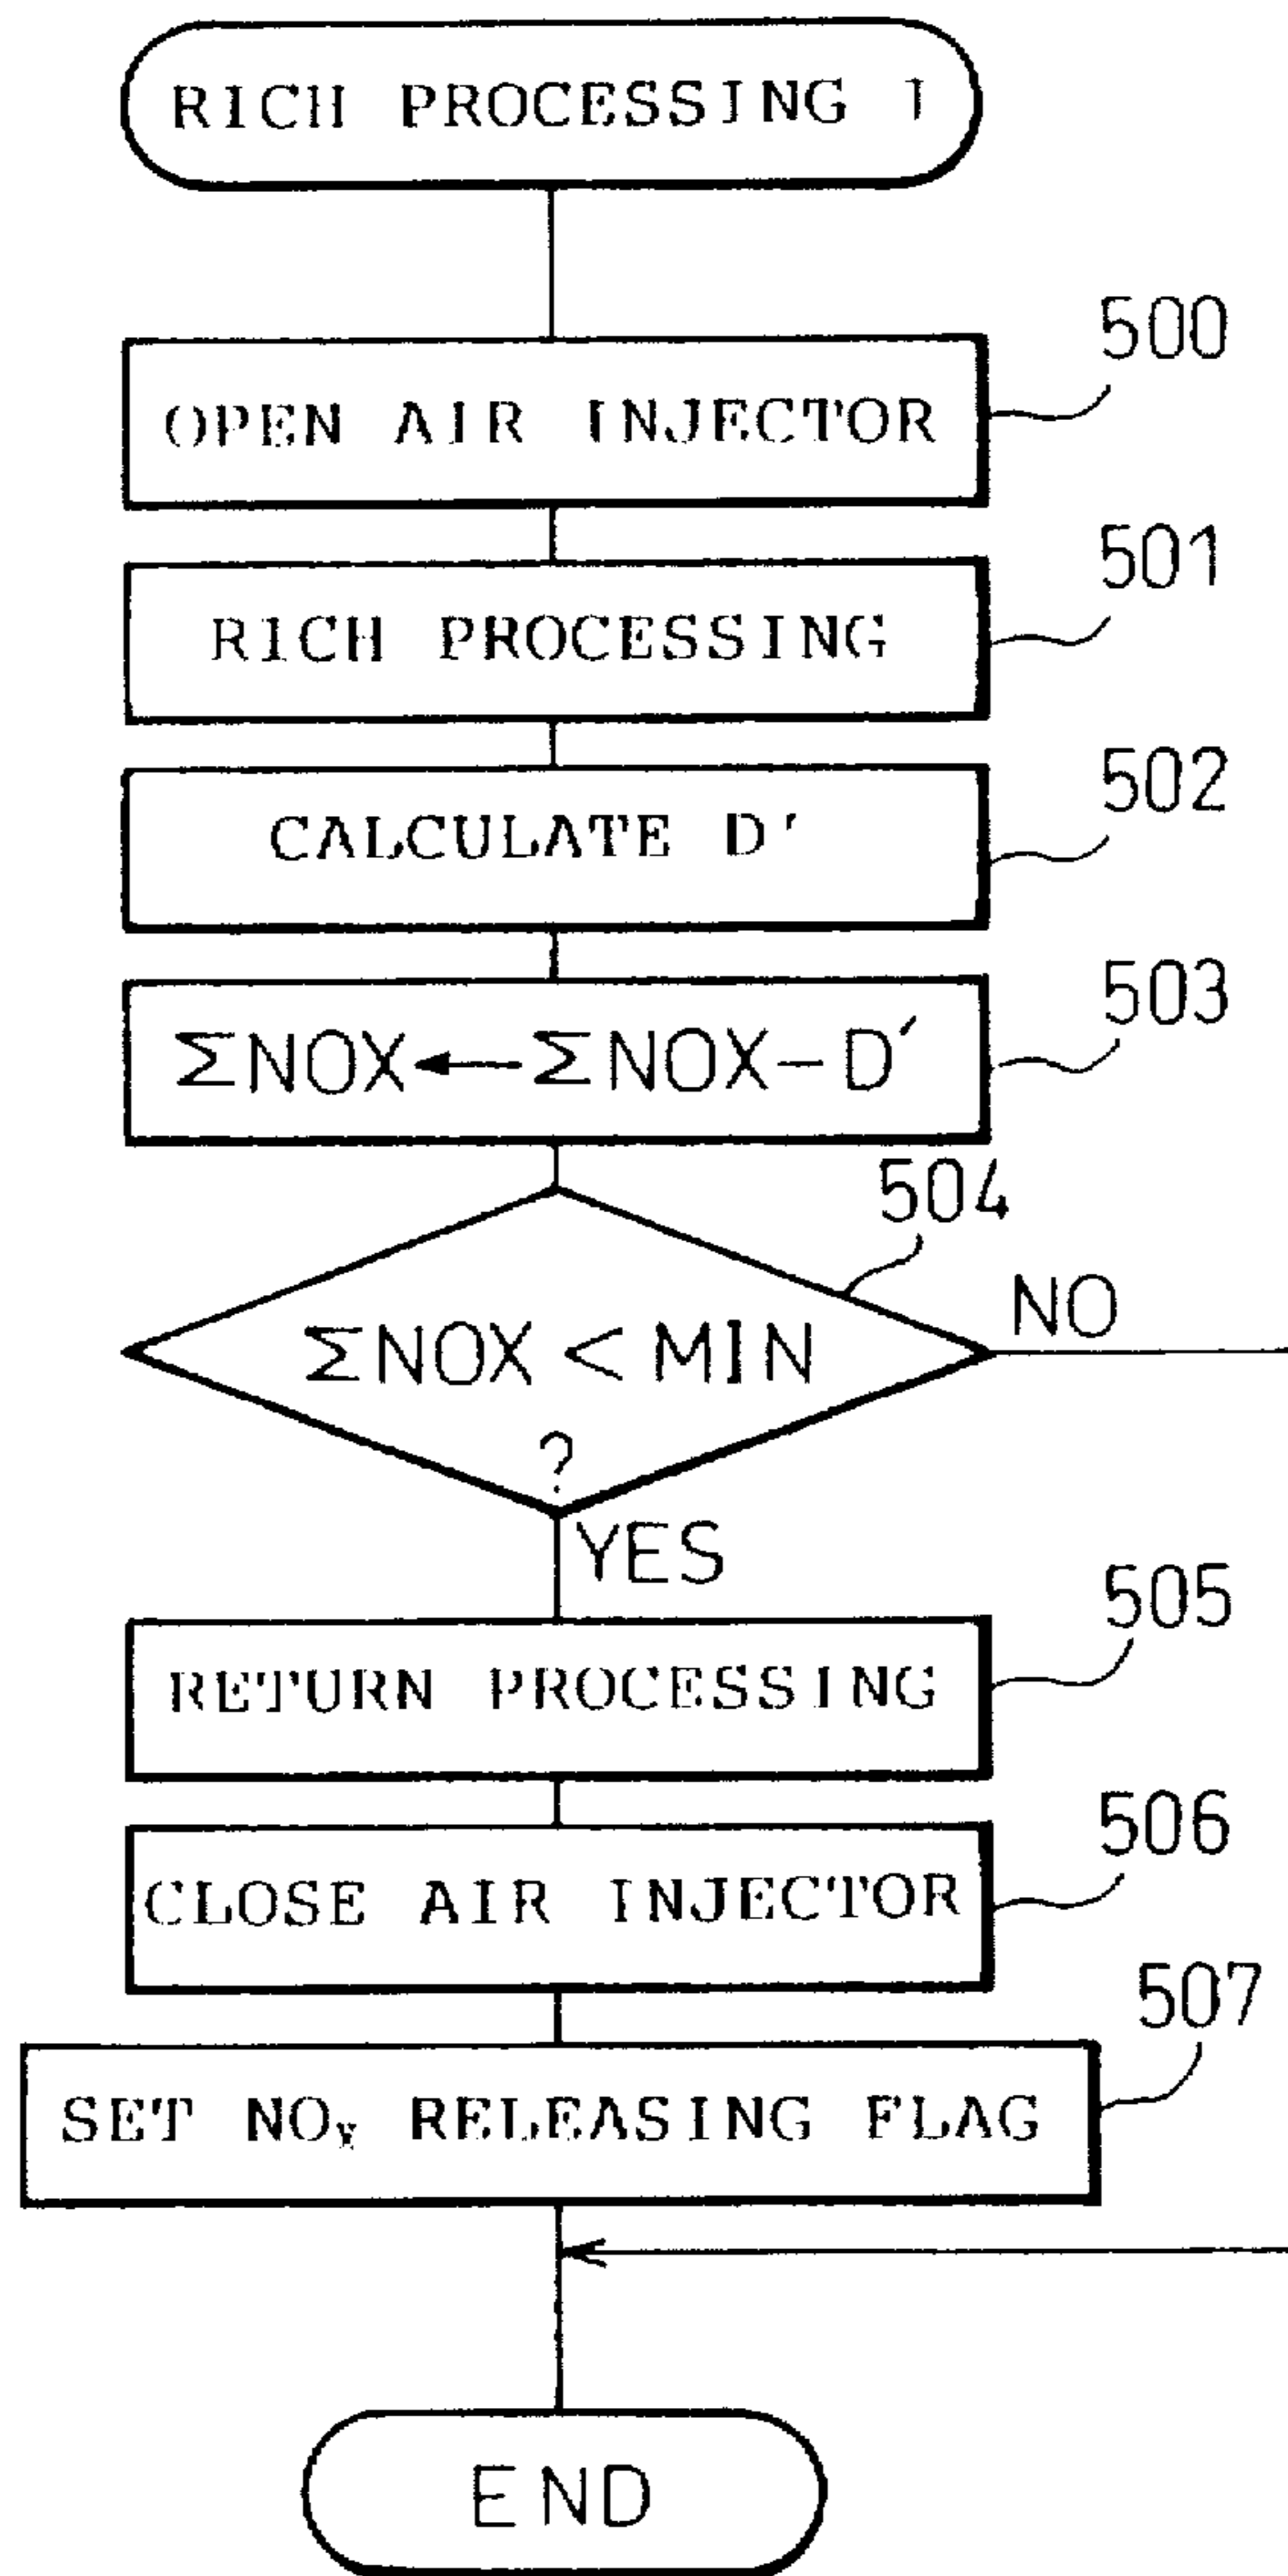 RICH PROCESSING 1
500
OPEN AIR INJECTOR
501
RICH PROCESSING
502
CALCULATE D'
503
ΣNOX←ΣNOX-D'
504
ΣNOX<MIN
?
NO
YES
505
RETURN PROCESSING
506
CLOSE AIR INJECTOR
507
SET NOx RELEASING FLAG
END